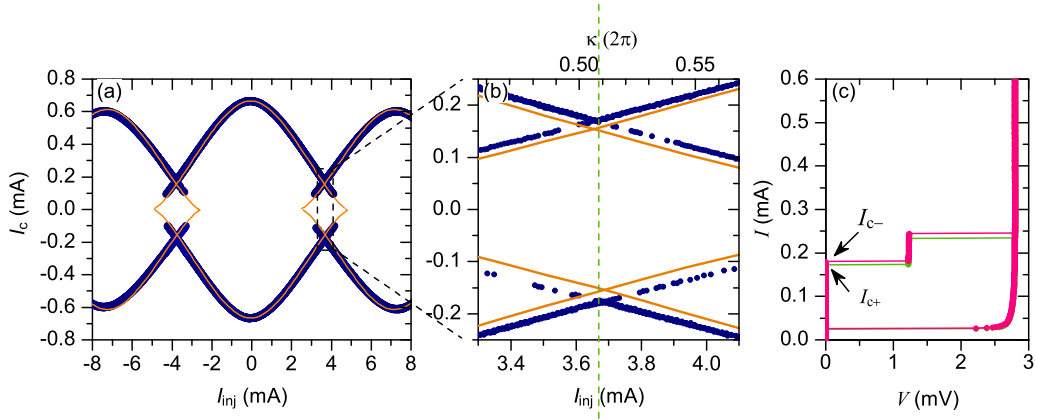 κ (2π)
0.50 0.55
(a)
(b)
(c)
0.8
0.6
0.4
0.2
0.0
-0.2
-0.4
-0.6
-0.8
I_c (mA)
-8 -6 -4 -2 0 2 4 6 8
I_inj (mA)
0.2
0.1
0.0
-0.1
-0.2
3.4 3.6 3.8 4.0
I_inj (mA)
0.6
0.5
0.4
0.3
0.2
0.1
0.0
I (mA)
I_c−
I_c+
0 1 2 3
V (mV)